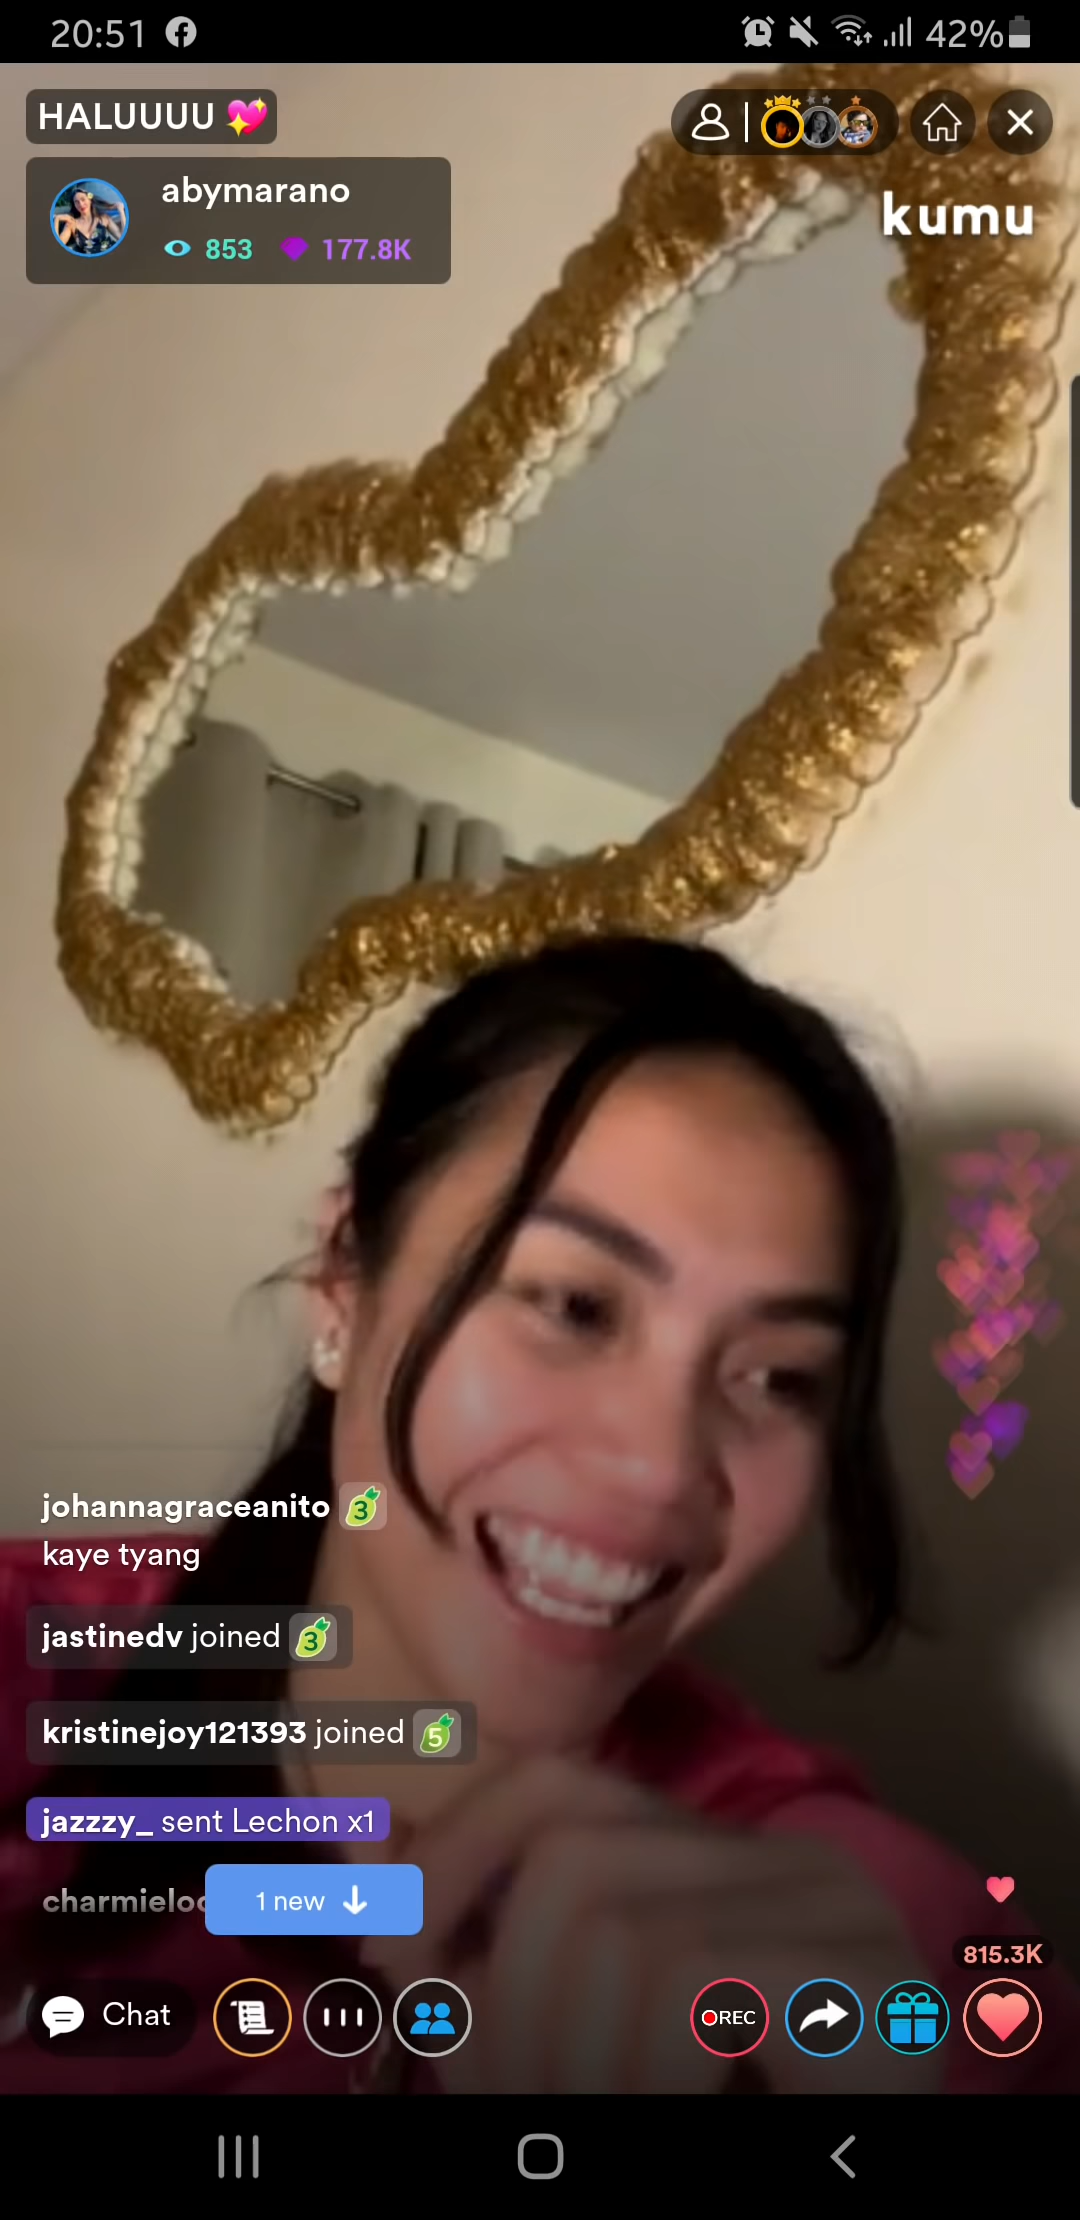 20:51
42%
HALUUUU 💖
abymarano
853 177.8K
kumu
johannagraceanito 3
kaye tyang
jastinedv joined 3
kristinejoy121393 joined 5
jazzzy_ sent Lechon x1
1 new ↓
815.3K
Chat
REC